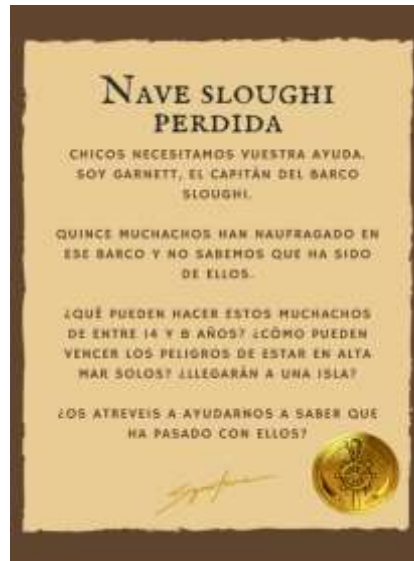 NAVE SLOUGHI
PERDIDA
CHICOS NECESITAMOS VUESTRA AYUDA.
SOY GARNETT, EL CAPITÁN DEL BARCO
SLOUGHI.
QUINCE MUCHACHOS HAN NAUFRAGADO EN
ESE BARCO Y NO SABEMOS QUE HA SIDO
DE ELLOS.
¿QUÉ PUEDEN HACER ESTOS MUCHACHOS
DE ENTRE 14 Y 8 AÑOS? ¿CÓMO PUEDEN
VENCER LOS PELIGROS DE ESTAR EN ALTA
MAR SOLOS? ¿LLEGARÁN A UNA ISLA?
¿OS ATREVEIS A AYUDARNOS A SABER QUE
HA PASADO CON ELLOS?